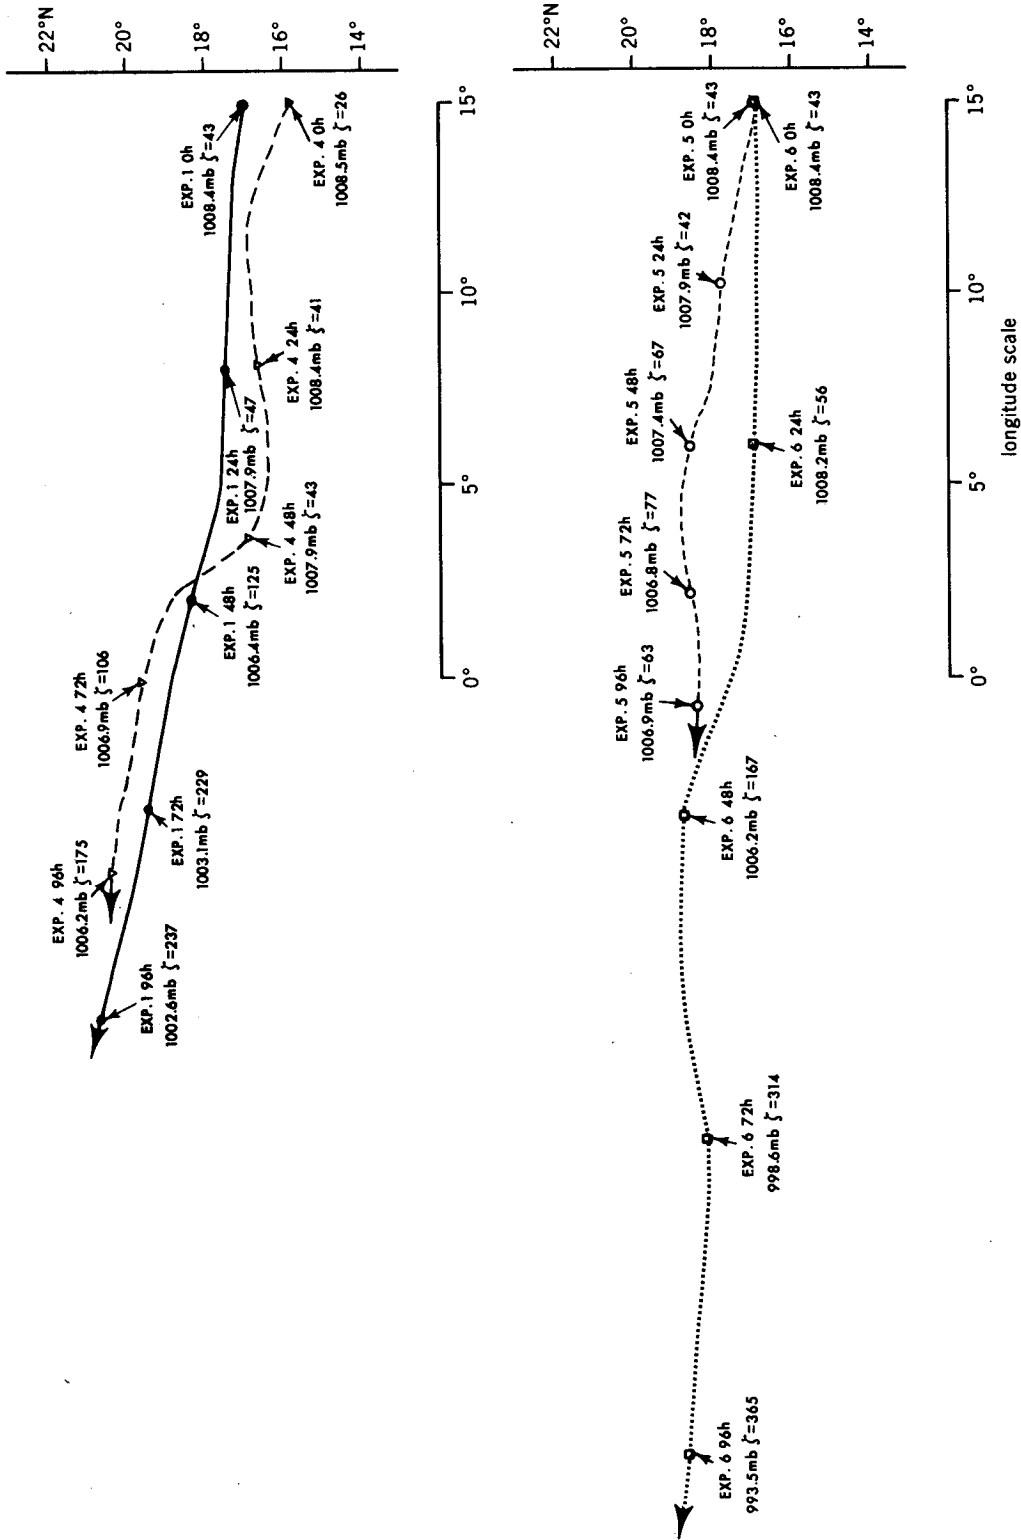 22°N
20°
18°
16°
14°
EXP. 4 96h
1006.2mb ζ=175
EXP. 4 72h
1006.9mb ζ=106
EXP.1 0h
1008.4mb ζ=43
EXP.1 96h
1002.6mb ζ=237
EXP.1 72h
1003.1mb ζ=229
EXP.1 48h
1006.4mb ζ=125
EXP.1 24h
1007.9mb ζ=47
EXP. 4 48h
1007.9mb ζ=43
EXP. 4 24h
1008.4mb ζ=41
EXP. 4 0h
1008.5mb ζ=26
0°
5°
10°
15°
22°N
20°
18°
16°
14°
EXP. 5 96h
1006.9mb ζ=63
EXP. 5 72h
1006.8mb ζ=77
EXP. 5 48h
1007.4mb ζ=67
EXP. 5 24h
1007.9mb ζ=42
EXP. 5 0h
1008.4mb ζ=43
EXP. 6 96h
993.5mb ζ=365
EXP. 6 72h
998.6mb ζ=314
EXP. 6 48h
1006.2mb ζ=167
EXP. 6 24h
1008.2mb ζ=56
EXP. 6 0h
1008.4mb ζ=43
0°
5°
10°
15°
longitude scale